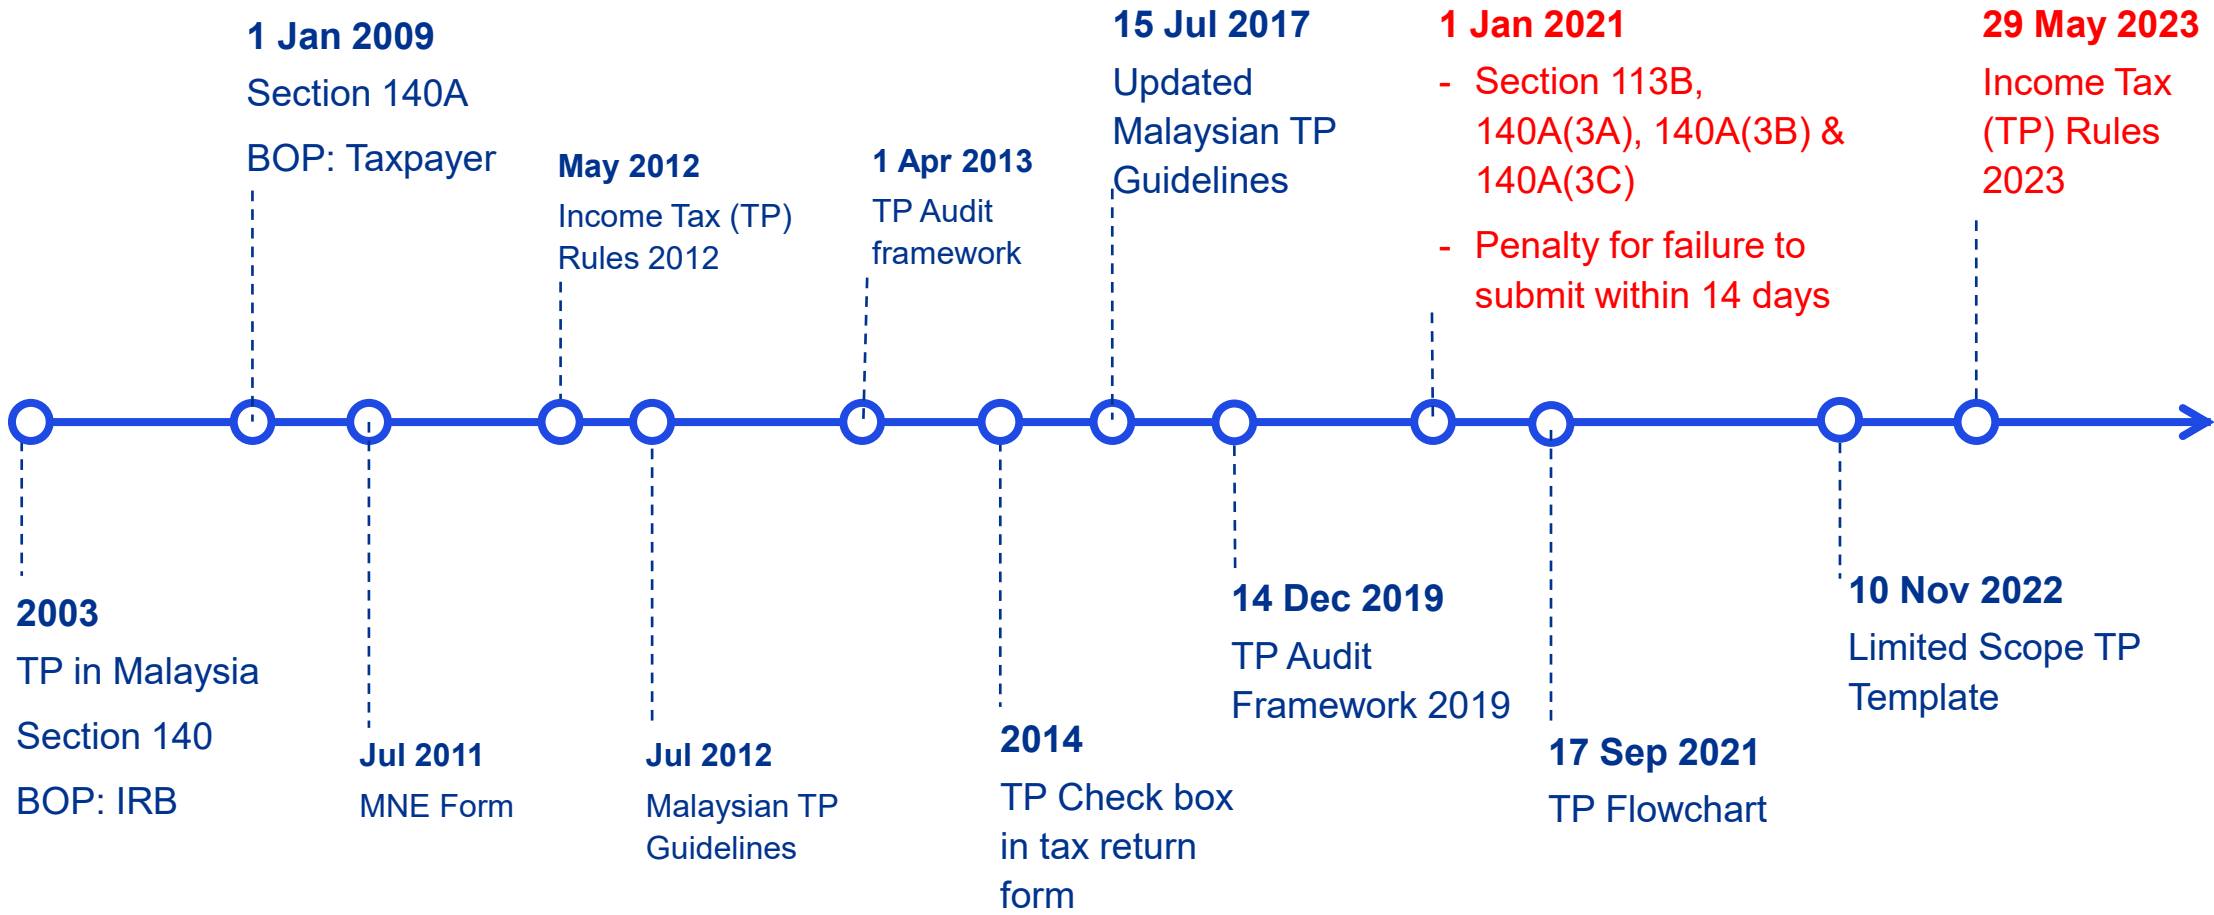 1 Jan 2009
Section 140A
BOP: Taxpayer
May 2012
Income Tax (TP)
Rules 2012
1 Apr 2013
TP Audit
framework
15 Jul 2017
Updated
Malaysian TP
Guidelines
1 Jan 2021
- Section 113B,
140A(3A), 140A(3B) &
140A(3C)
- Penalty for failure to
submit within 14 days
29 May 2023
Income Tax
(TP) Rules
2023
2003
TP in Malaysia
Section 140
BOP: IRB
Jul 2011
MNE Form
Jul 2012
Malaysian TP
Guidelines
2014
TP Check box
in tax return
form
14 Dec 2019
TP Audit
Framework 2019
17 Sep 2021
TP Flowchart
10 Nov 2022
Limited Scope TP
Template